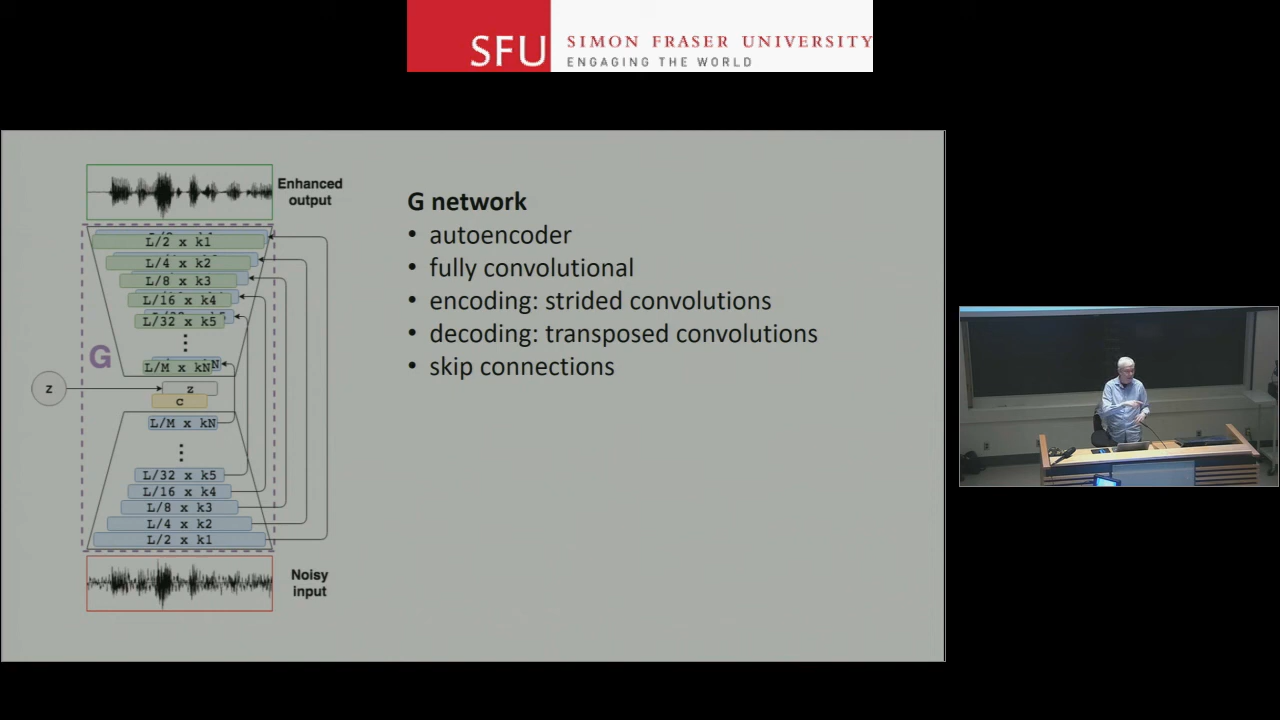 SFU SIMON FRASER UNIVERSITY
ENGAGING THE WORLD
Enhanced
output
L/2 x k1
L/4 x k2
L/8 x k3
L/16 x k4
L/32 x k5
L/M x kN
G
z
z
c
L/M x kN
L/32 x k5
L/16 x k4
L/8 x k3
L/4 x k2
L/2 x k1
Noisy
input
G network
• autoencoder
• fully convolutional
• encoding: strided convolutions
• decoding: transposed convolutions
• skip connections